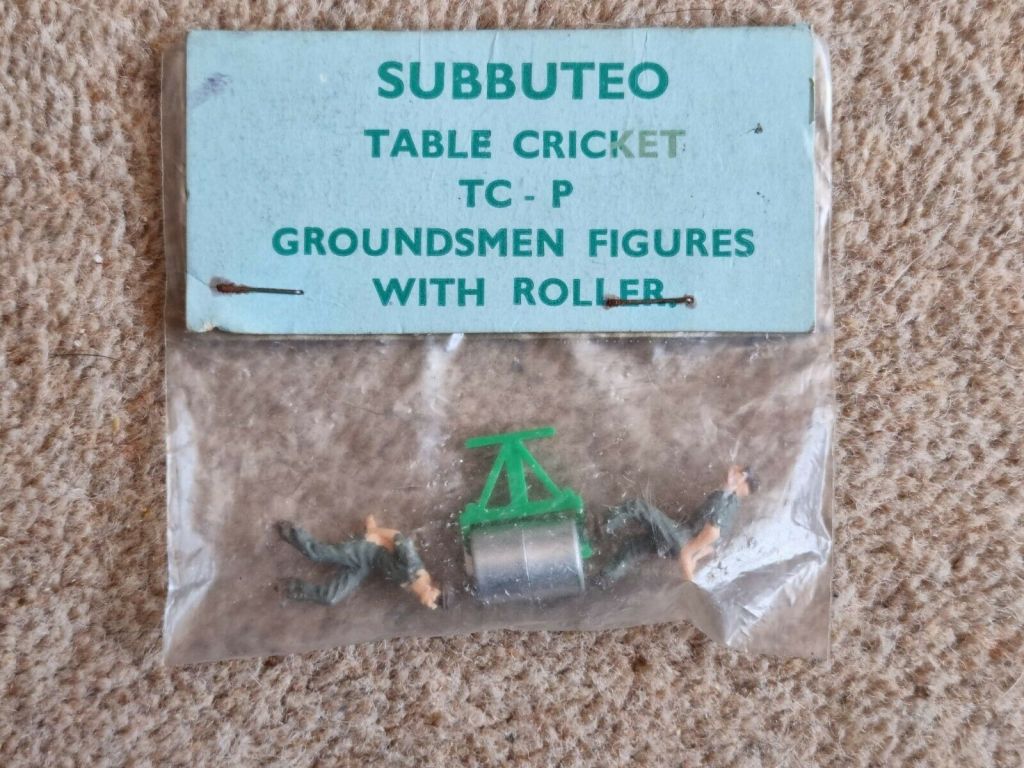 SUBBUTEO
TABLE CRICKET
TC - P
GROUNDSMEN FIGURES
WITH ROLLER.